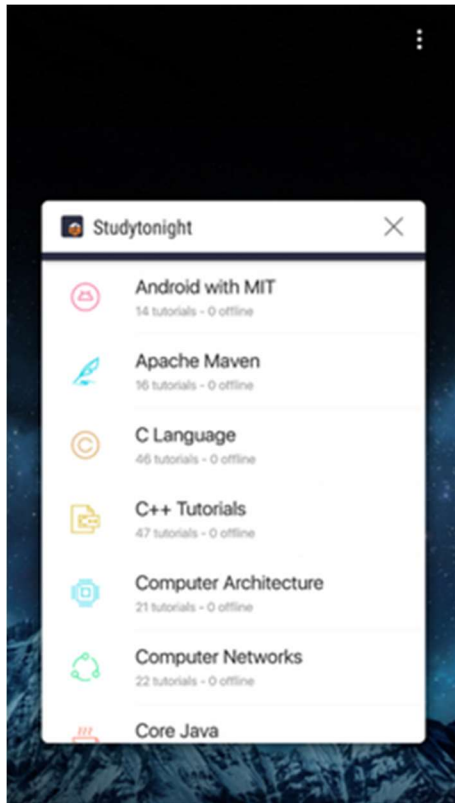 Studytonight
Android with MIT
14 tutorials - 0 offline
Apache Maven
16 tutorials - 0 offline
C Language
46 tutorials - 0 offline
C++ Tutorials
47 tutorials - 0 offline
Computer Architecture
21 tutorials - 0 offline
Computer Networks
22 tutorials - 0 offline
Core Java